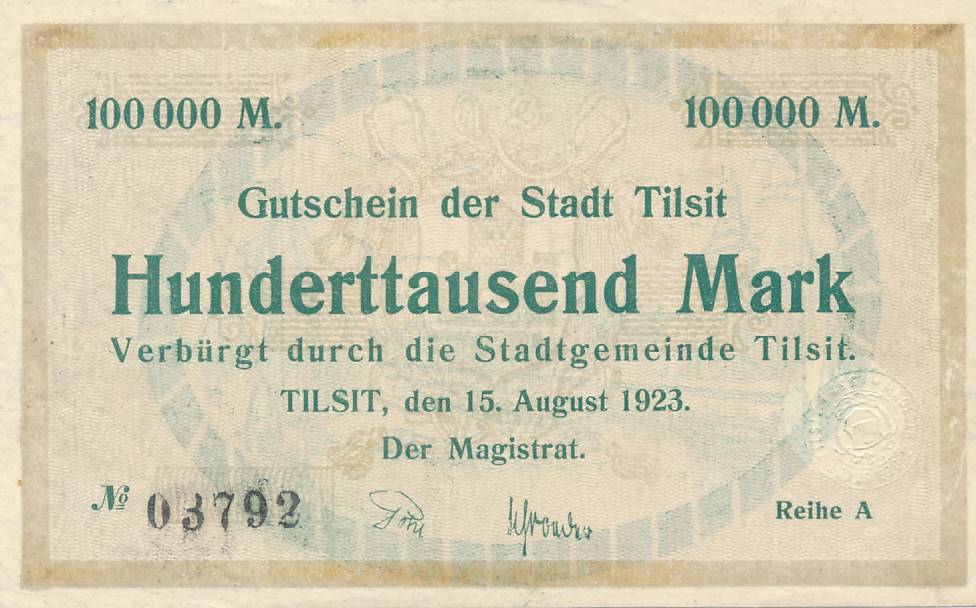 100 000 M. 100 000 M.
Gutschein der Stadt Tilsit
Hunderttausend Mark
Verbürgt durch die Stadtgemeinde Tilsit.
TILSIT, den 15. August 1923.
Der Magistrat.
№ 03792
Reihe A